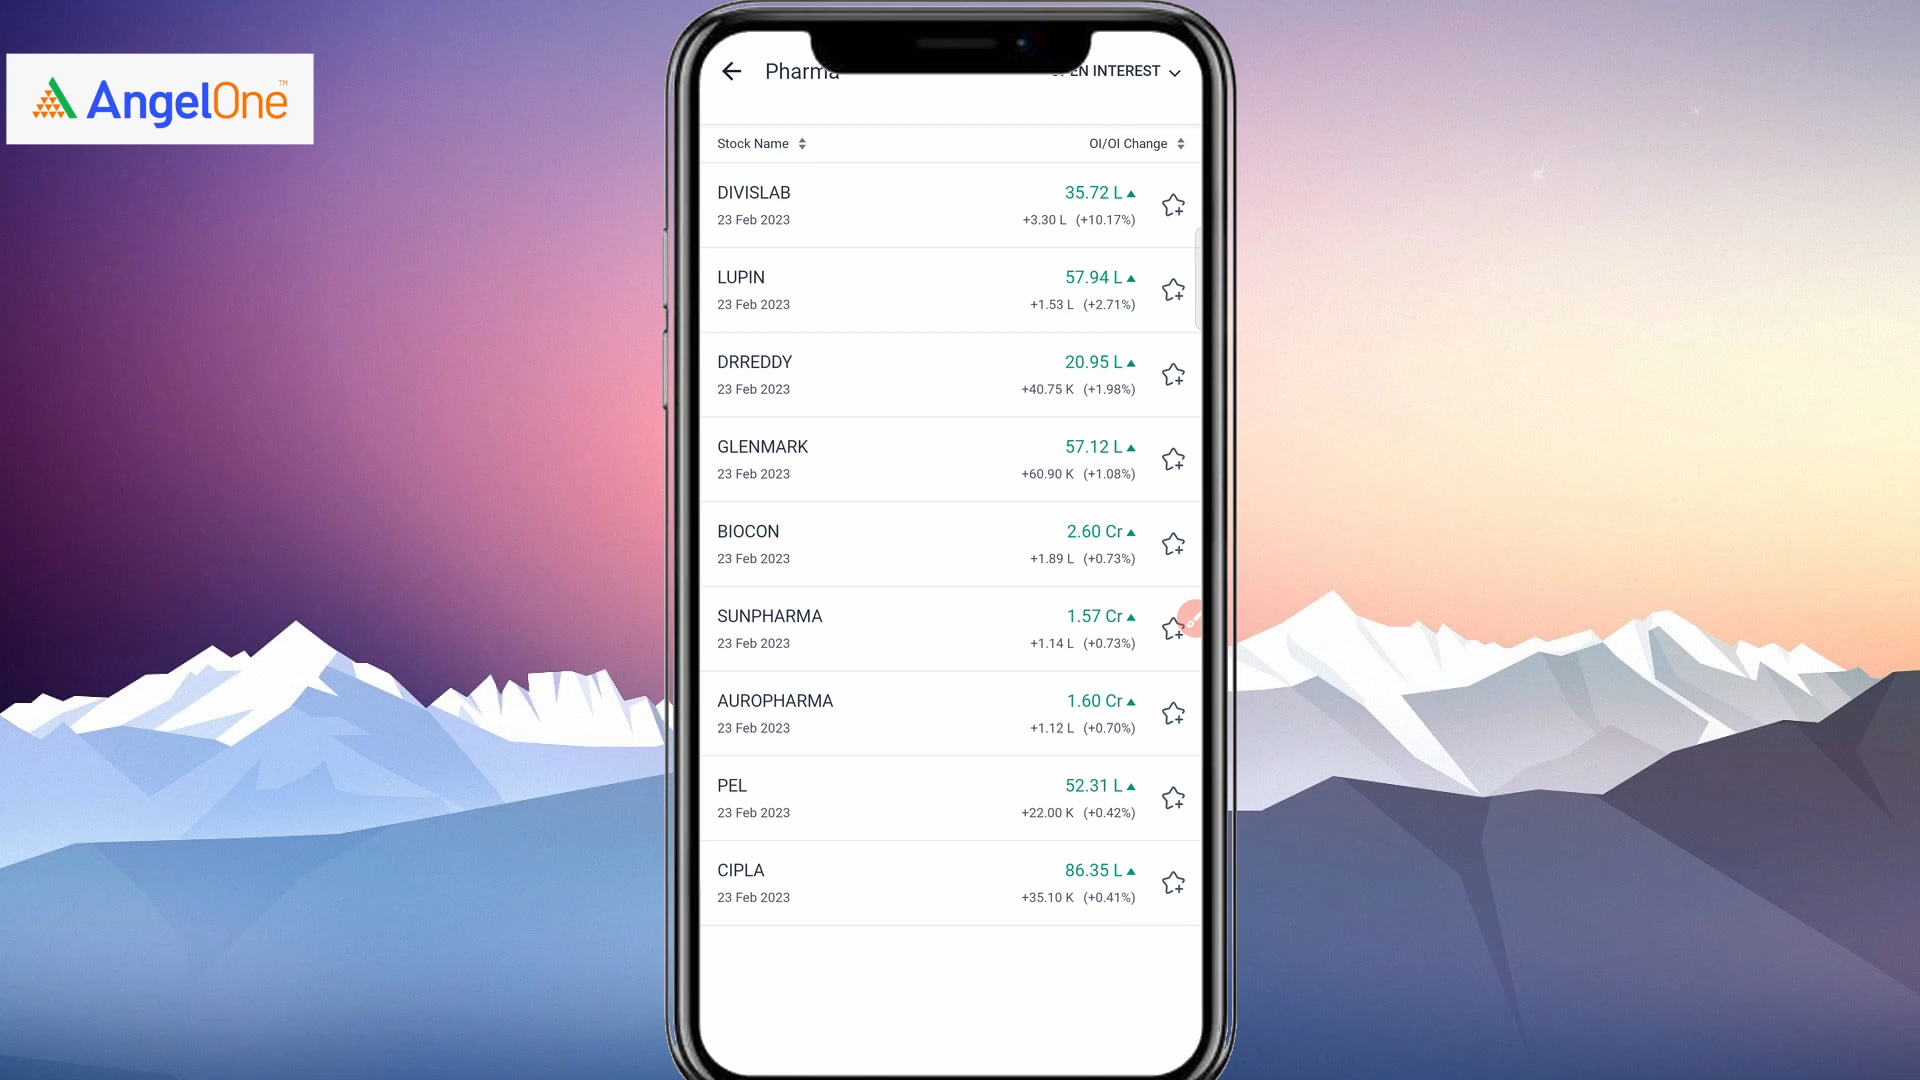 AngelOne™
Pharma
EN INTEREST
Stock Name
OI/OI Change
DIVISLAB
35.72 L
23 Feb 2023
+3.30 L (+10.17%)
LUPIN
57.94 L
23 Feb 2023
+1.53 L (+2.71%)
DRREDDY
20.95 L
23 Feb 2023
+40.75 K (+1.98%)
GLENMARK
57.12 L
23 Feb 2023
+60.90 K (+1.08%)
BIOCON
2.60 Cr
23 Feb 2023
+1.89 L (+0.73%)
SUNPHARMA
1.57 Cr
23 Feb 2023
+1.14 L (+0.73%)
AUROPHARMA
1.60 Cr
23 Feb 2023
+1.12 L (+0.70%)
PEL
52.31 L
23 Feb 2023
+22.00 K (+0.42%)
CIPLA
86.35 L
23 Feb 2023
+35.10 K (+0.41%)